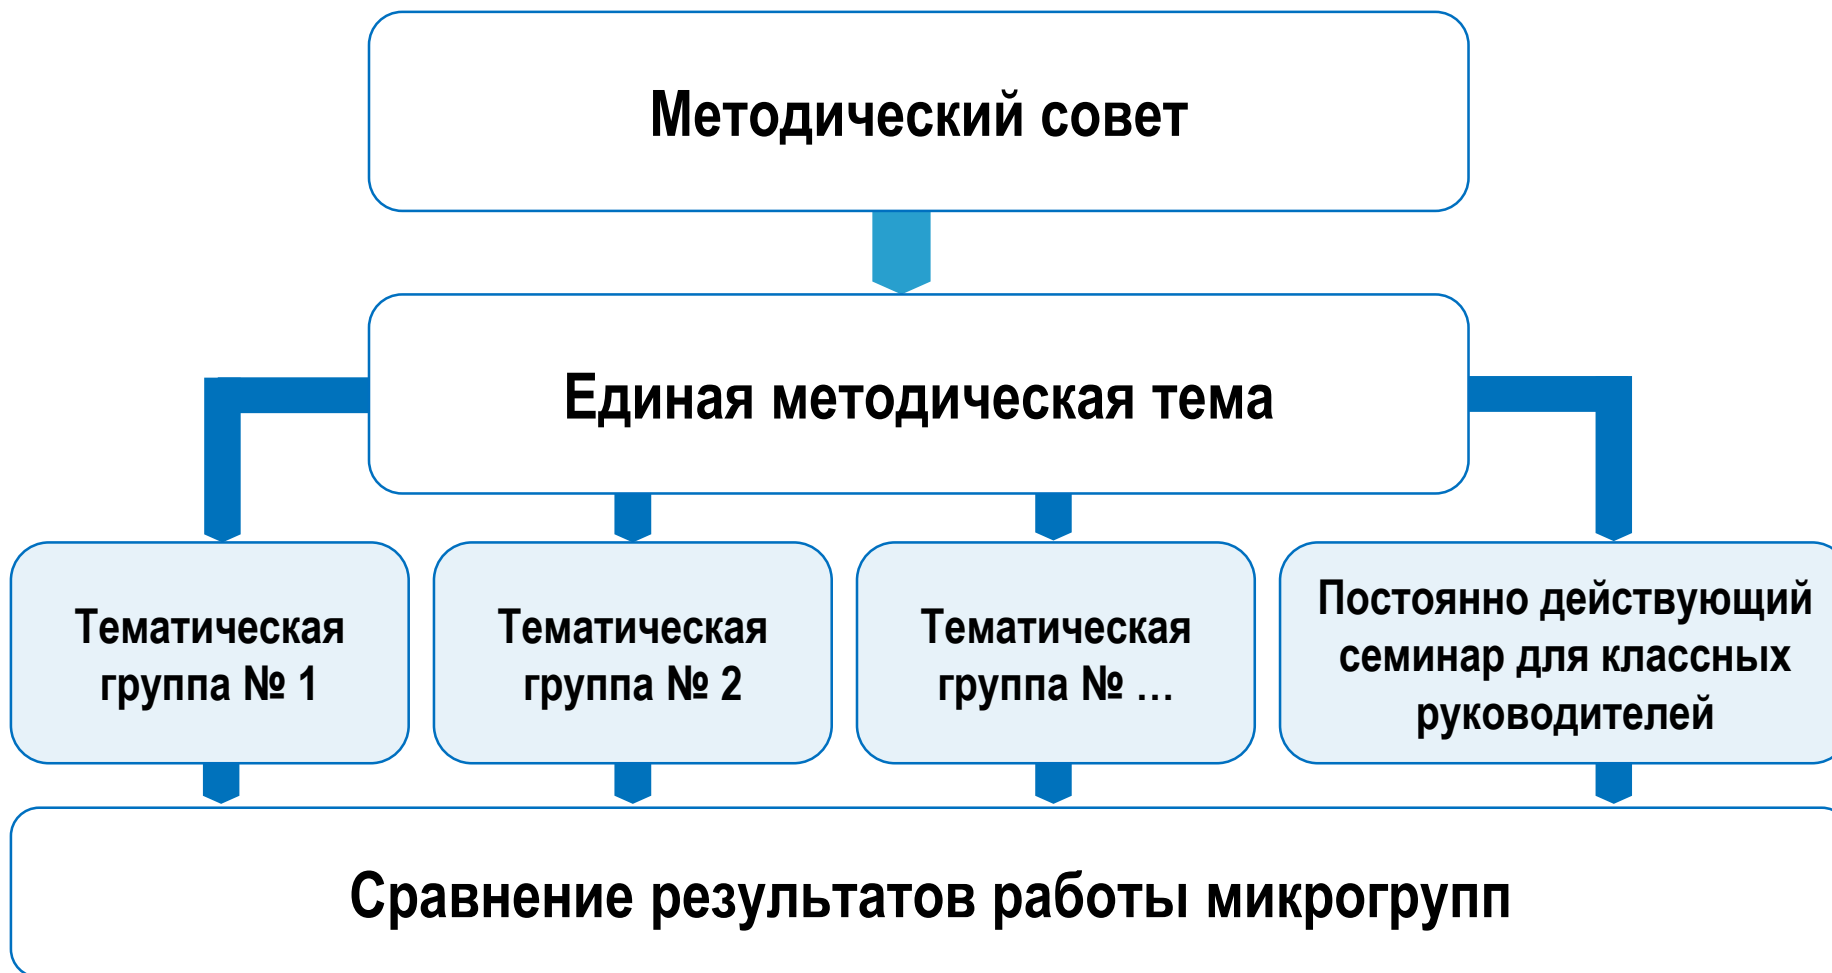 Методический совет
Единая методическая тема
Тематическая
группа № 1
Тематическая
группа № 2
Тематическая
группа № …
Постоянно действующий
семинар для классных
руководителей
Сравнение результатов работы микрогрупп